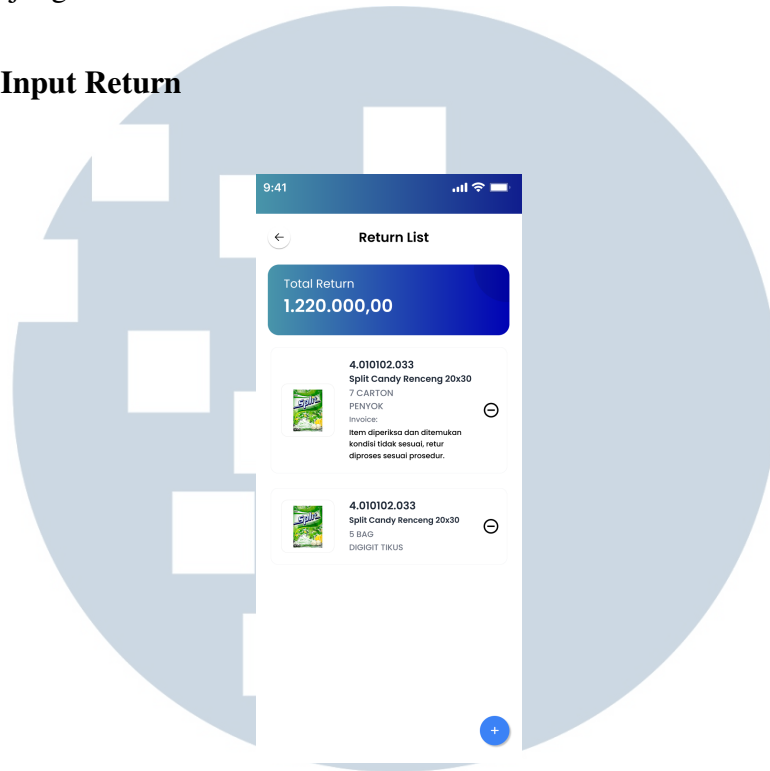 Input Return
9:41
Return List
Total Return
1.220.000,00
4.010102.033
Split Candy Renceng 20x30
7 CARTON
PENYOK
Invoice:
Item diperiksa dan ditemukan
kondisi tidak sesuai, retur
diproses sesuai prosedur.
Split
4.010102.033
Split Candy Renceng 20x30
5 BAG
DIGIGIT TIKUS
Split